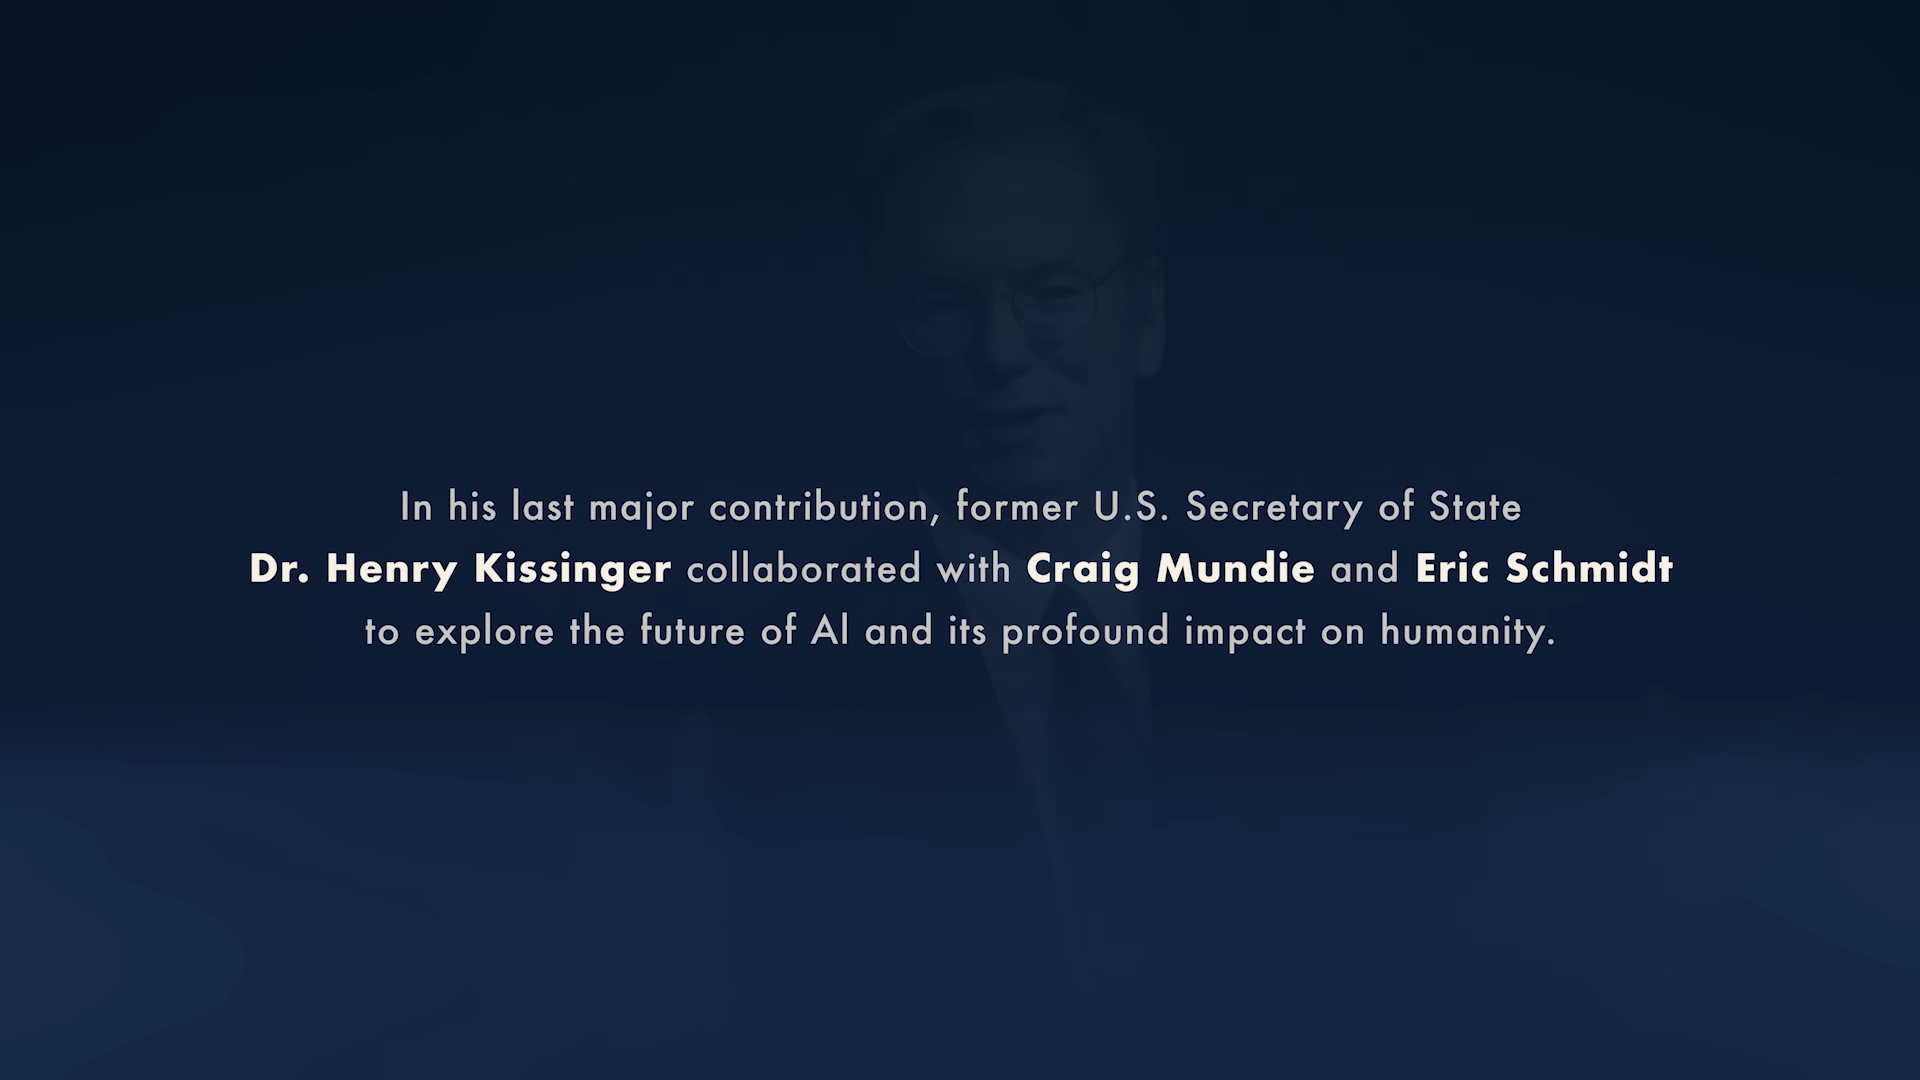 In his last major contribution, former U.S. Secretary of State
Dr. Henry Kissinger collaborated with Craig Mundie and Eric Schmidt
to explore the future of AI and its profound impact on humanity.